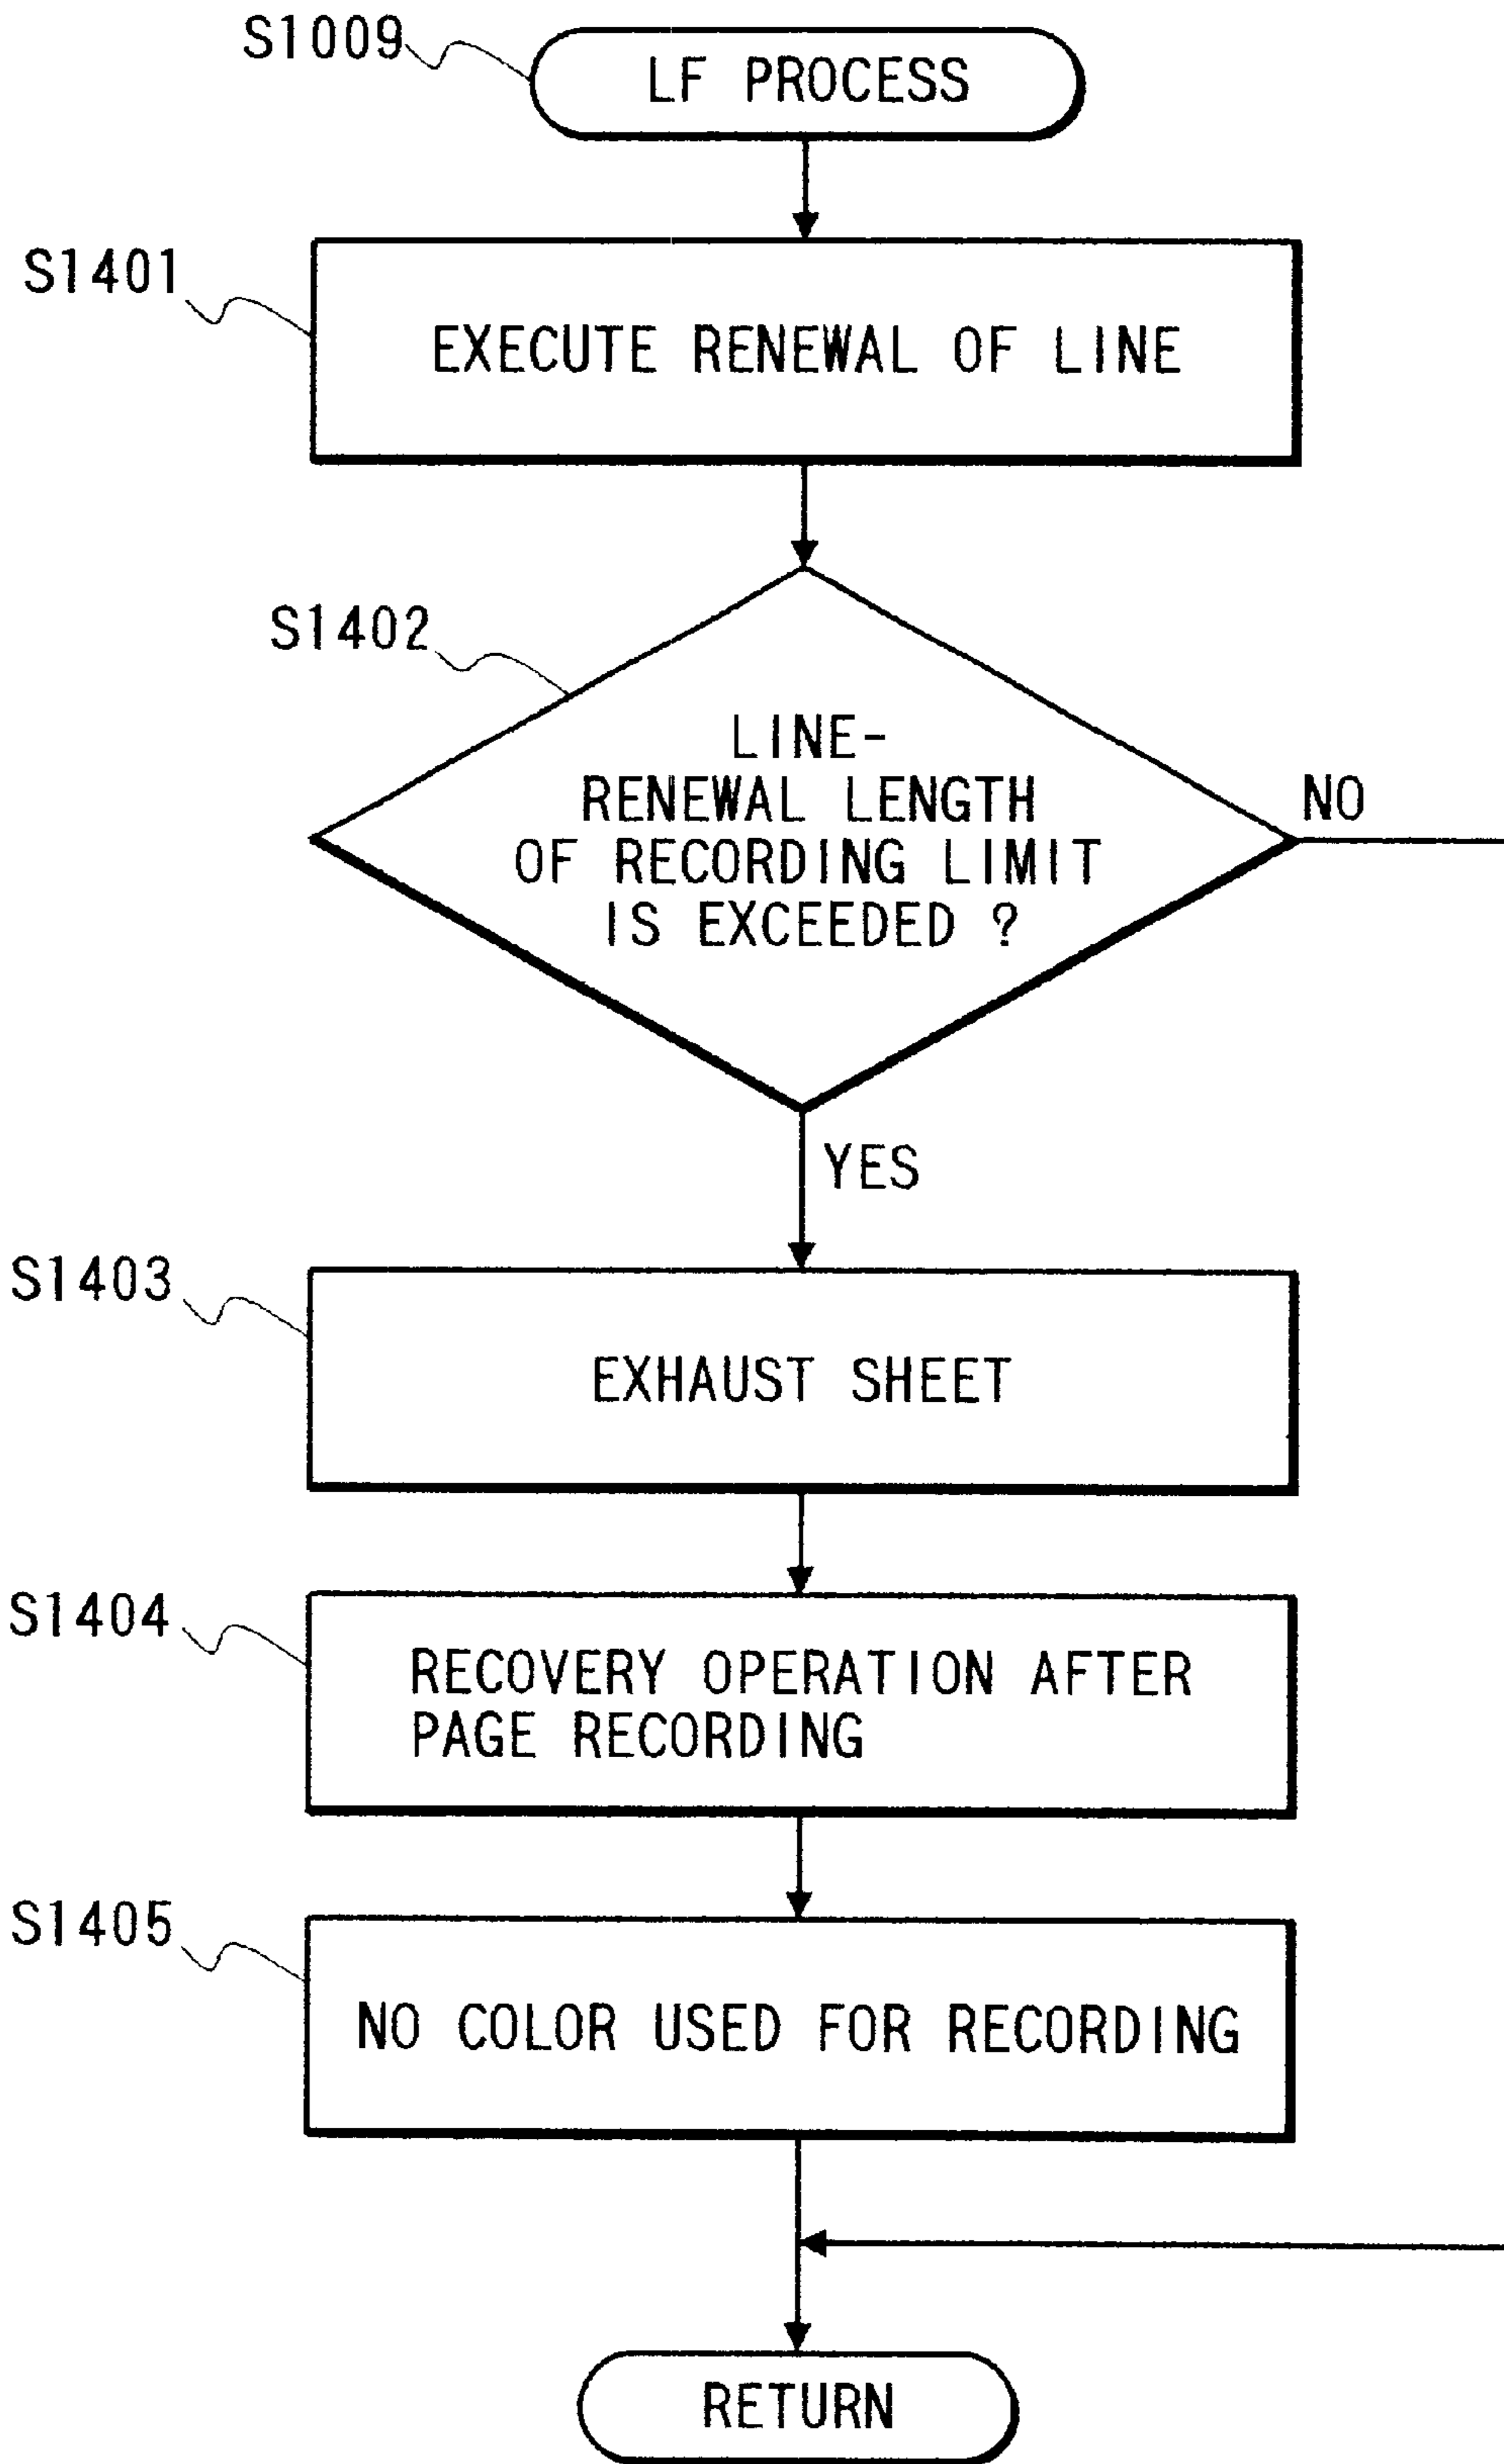 S1009
LF PROCESS
S1401
EXECUTE RENEWAL OF LINE
S1402
LINE-
RENEWAL LENGTH
OF RECORDING LIMIT
IS EXCEEDED ?
NO
YES
S1403
EXHAUST SHEET
S1404
RECOVERY OPERATION AFTER
PAGE RECORDING
S1405
NO COLOR USED FOR RECORDING
RETURN